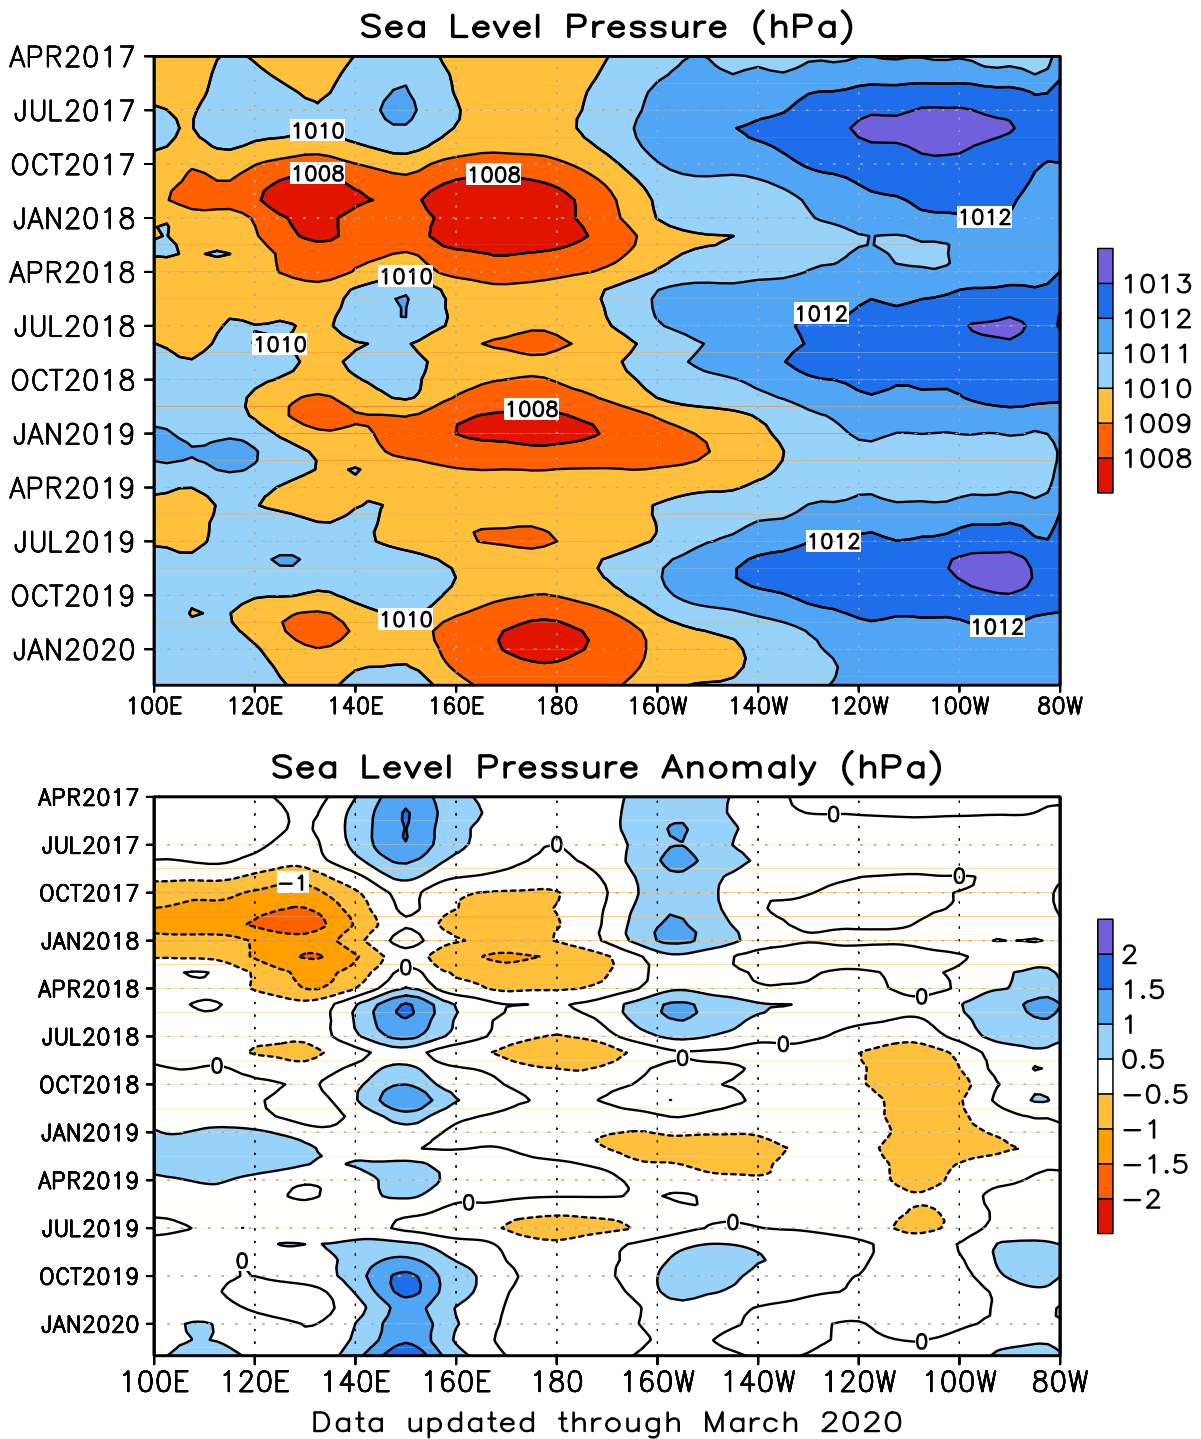 Sea Level Pressure (hPa)
APR2017
JUL2017
1010
OCT2017
1008 1008
JAN2018
1012
APR2018
1010
1013
1012
JUL2018
1012
1010
1011
OCT2018
1010
1008
1009
JAN2019
1008
APR2019
JUL2019
1012
OCT2019
1010
1012
JAN2020
100E 120E 140E 160E 180 160W 140W 120W 100W 80W
Sea Level Pressure Anomaly (hPa)
APR2017
0
JUL2017
0
0
-1
OCT2017
JAN2018
2
0
APR2018
1.5
0
1
JUL2018
0
0
0
0.5
OCT2018
-0.5
JAN2019
-1
APR2019
-1.5
0
-2
0
JUL2019
0
OCT2019
JAN2020
0
100E 120E 140E 160E 180 160W 140W 120W 100W 80W
Data updated through March 2020